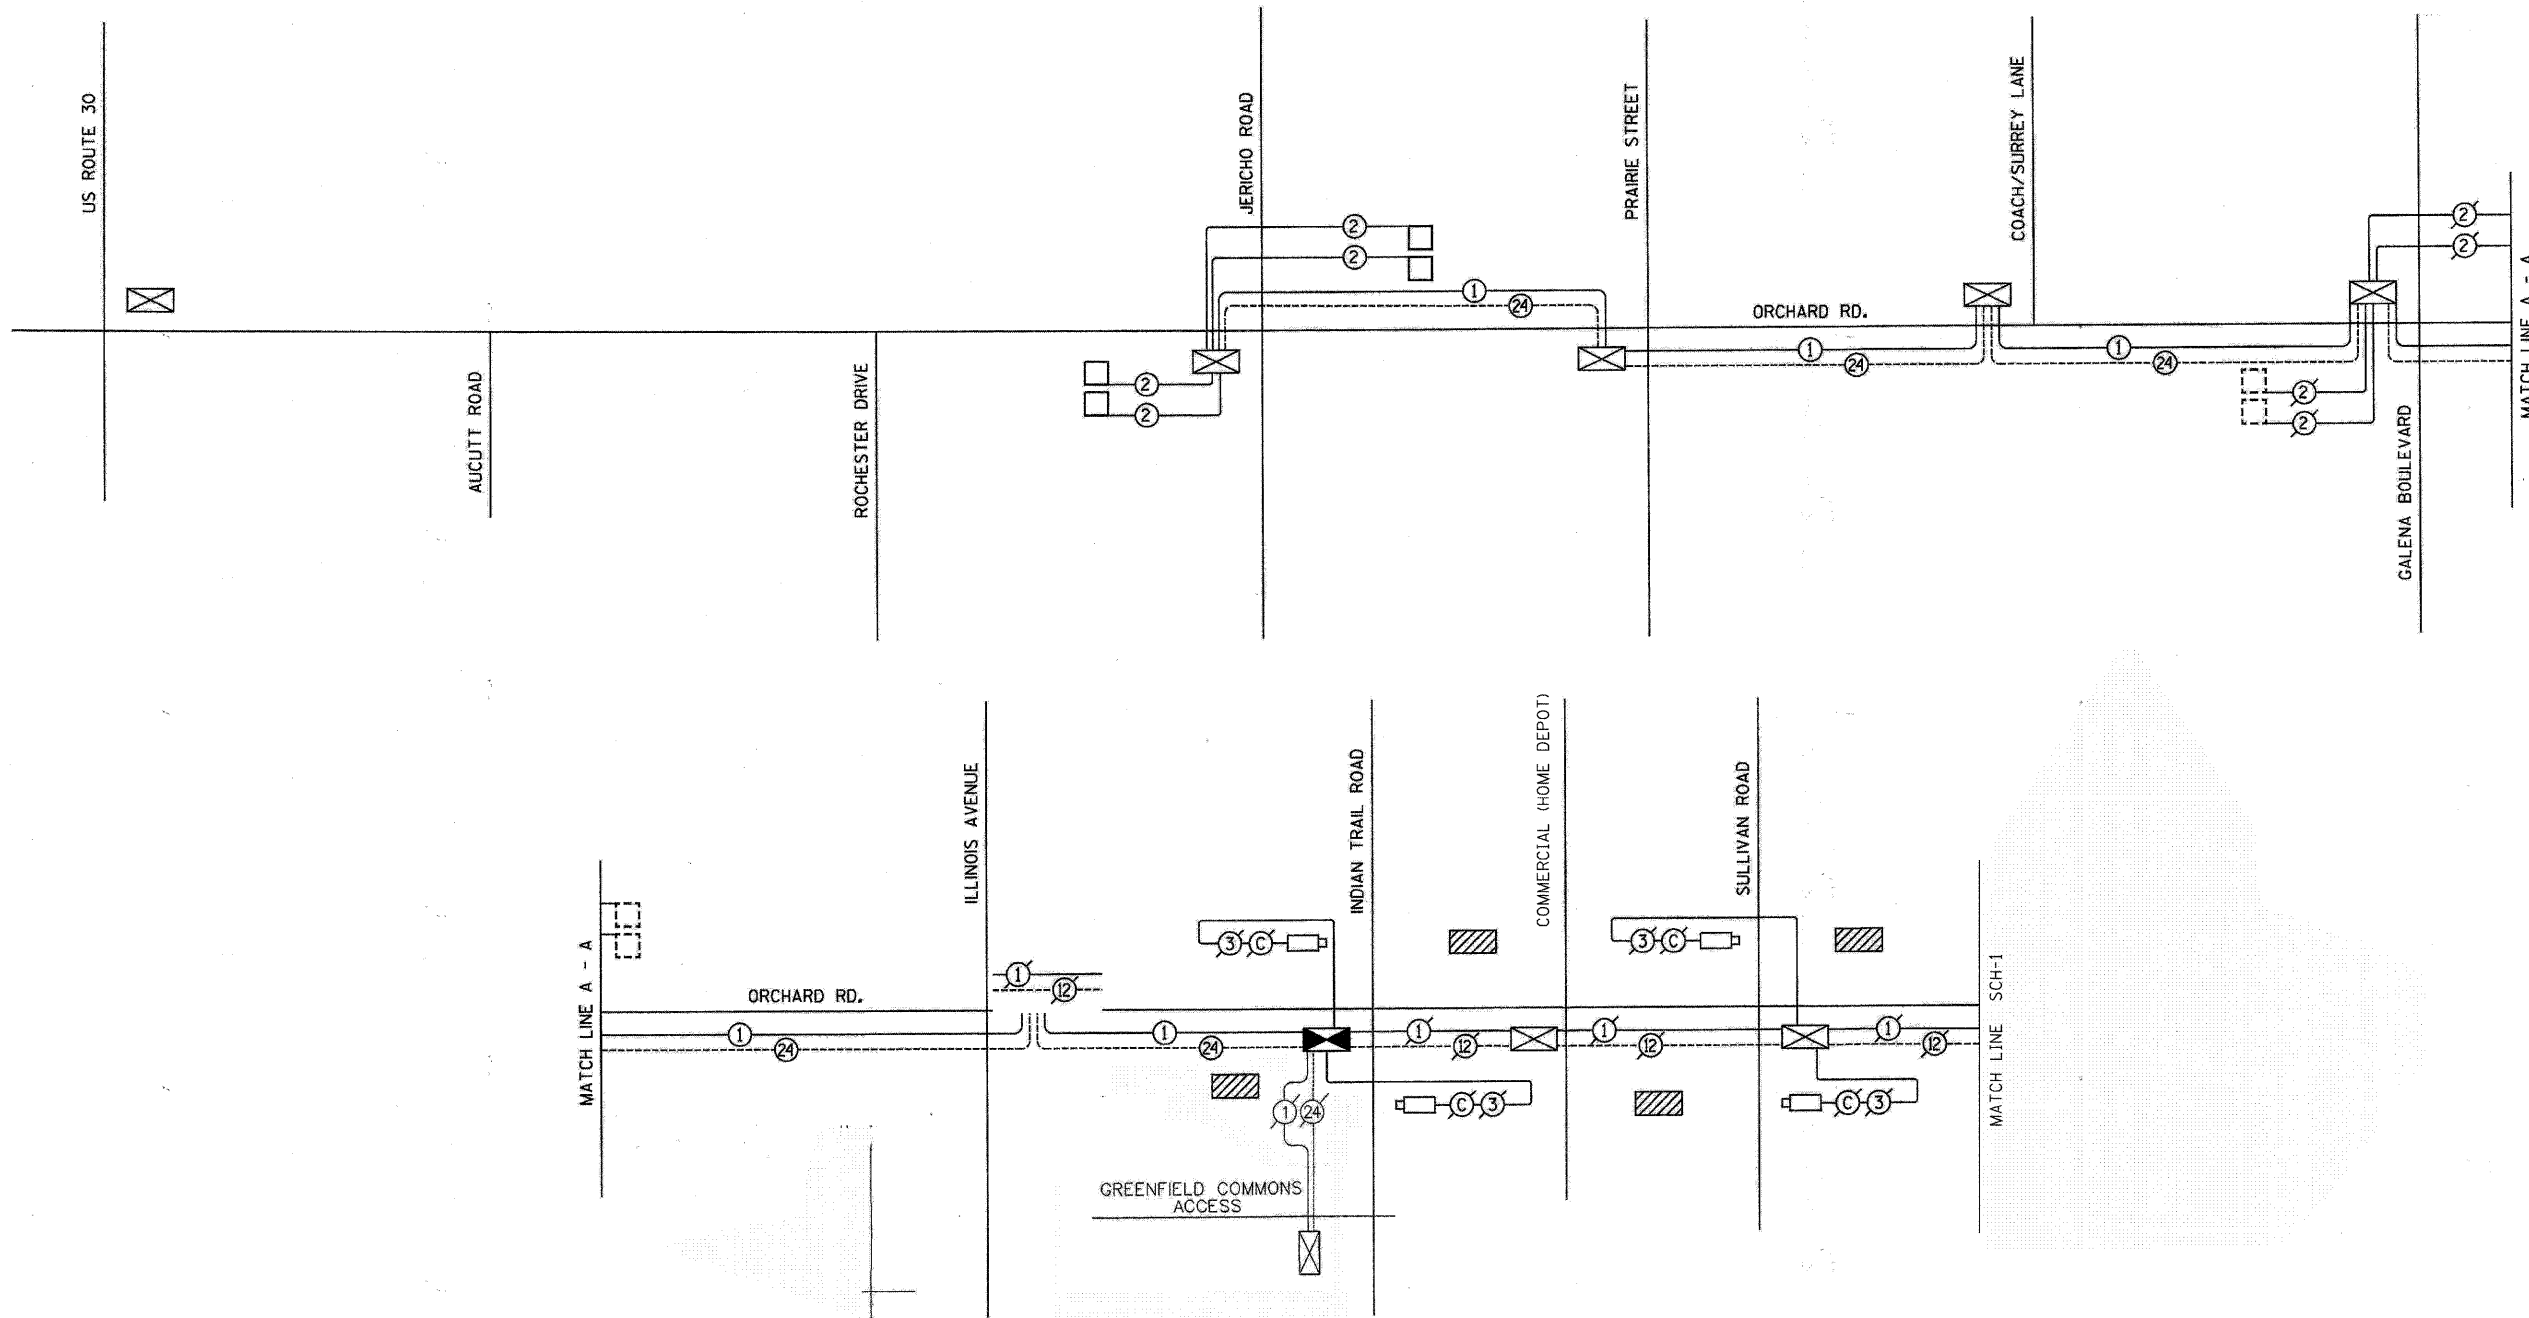 US ROUTE 30
AUCUTT ROAD
ROCHESTER DRIVE
JERICHO ROAD
2
2
1
24
2
2
PRAIRIE STREET
ORCHARD RD.
1
24
COACH/SURREY LANE
1
24
2
2
2
2
GALENA BOULEVARD
MATCH LINE A - A
MATCH LINE A - A
ORCHARD RD.
1
24
ILLINOIS AVENUE
1
12
1
24
3
C
INDIAN TRAIL ROAD
1
24
GREENFIELD COMMONS
ACCESS
1
12
C
3
COMMERCIAL (HOME DEPOT)
1
12
3
C
SULLIVAN ROAD
1
12
C
3
MATCH LINE SCH-1